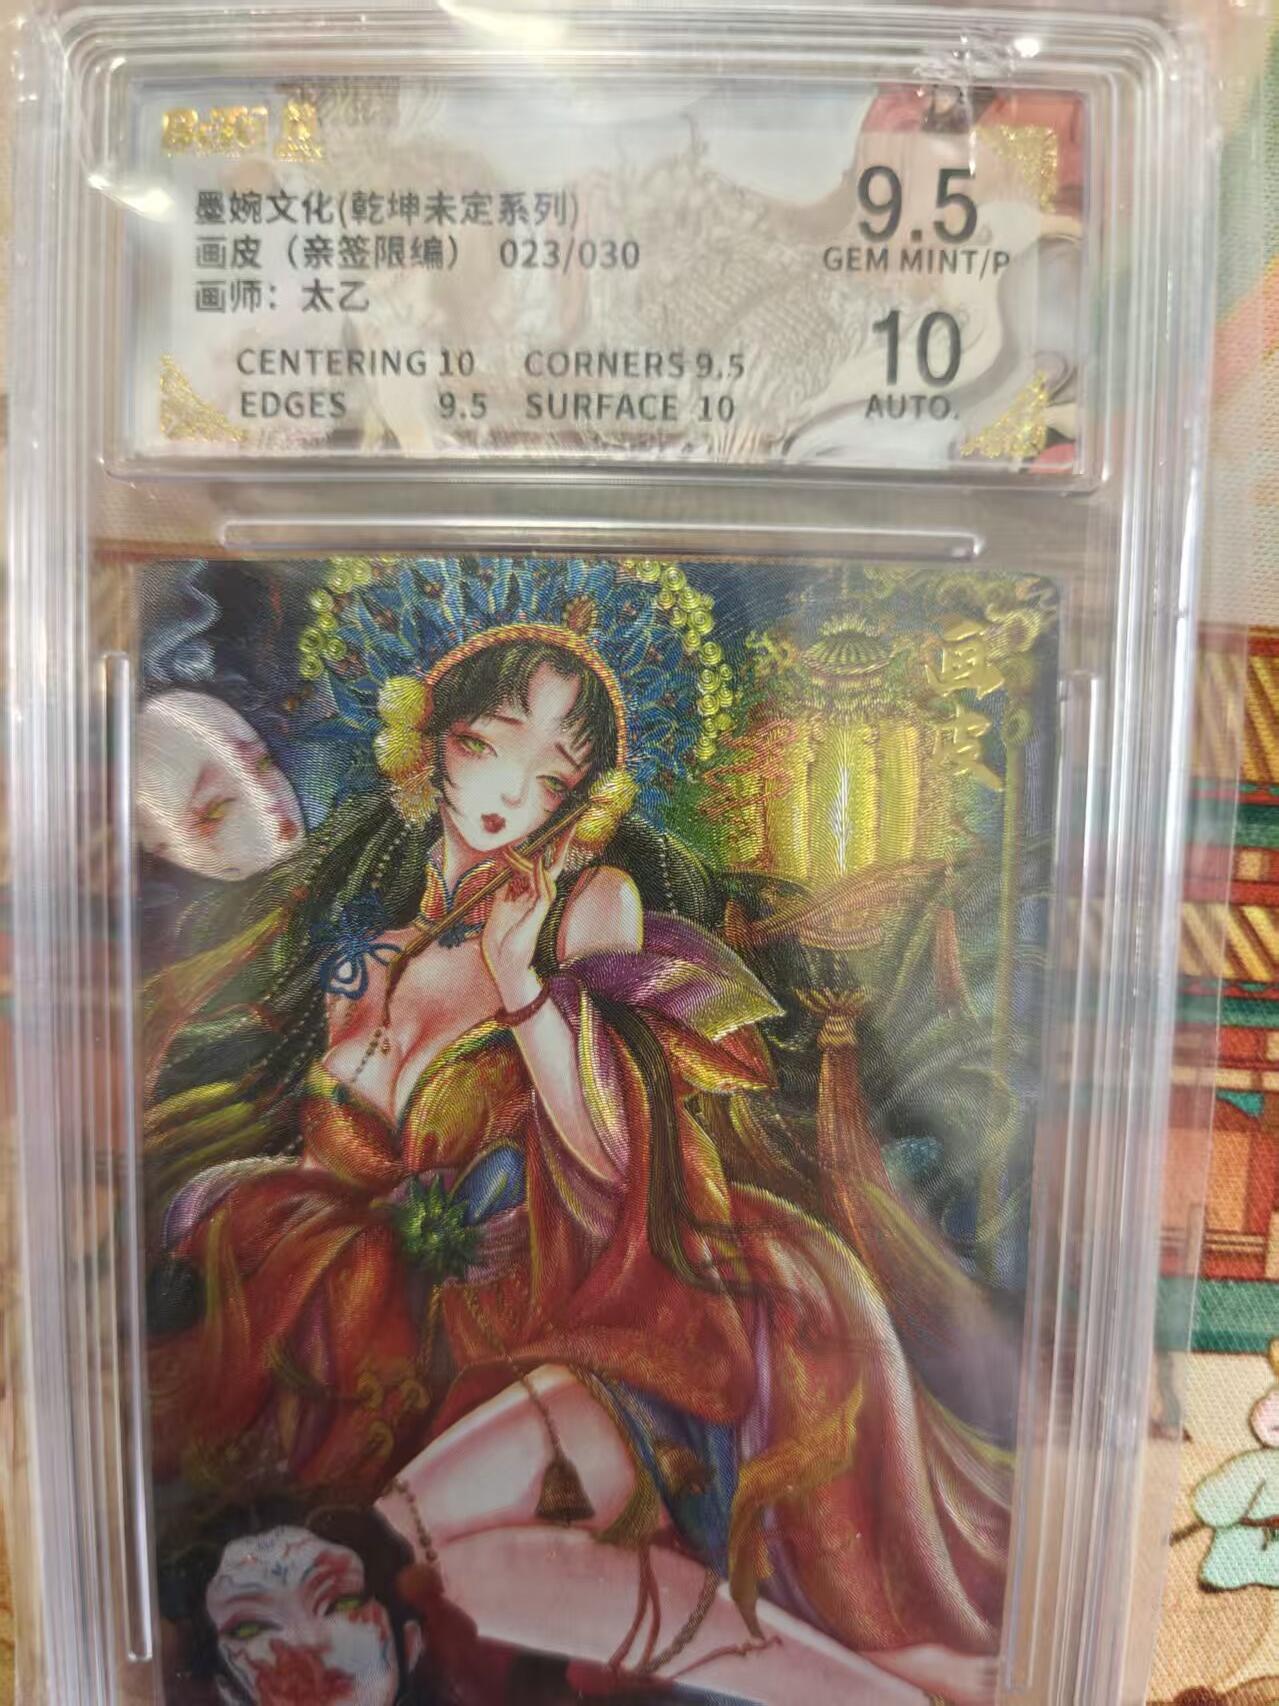 墨婉文化(乾坤未定系列)
画皮（亲签限编） 023/030
画师：太乙
CENTERING 10 CORNERS 9.5
EDGES 9.5 SURFACE 10
9.5
GEM MINT/P
10
AUTO.
画皮